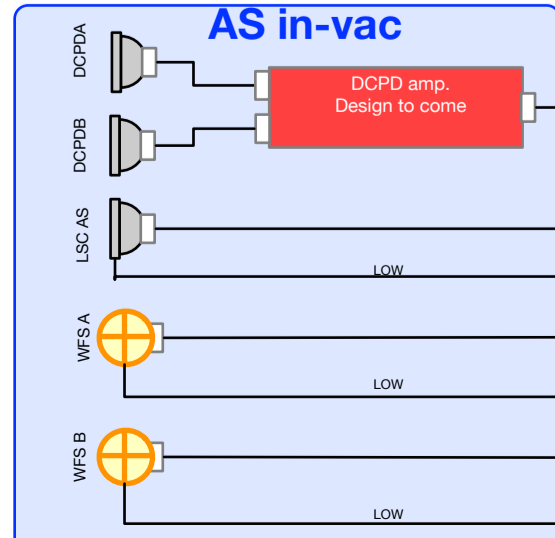 AS in-vac
DCPDA
DCPD amp.
Design to come
DCPDB
LSC AS
LOW
WFS A
LOW
WFS B
LOW